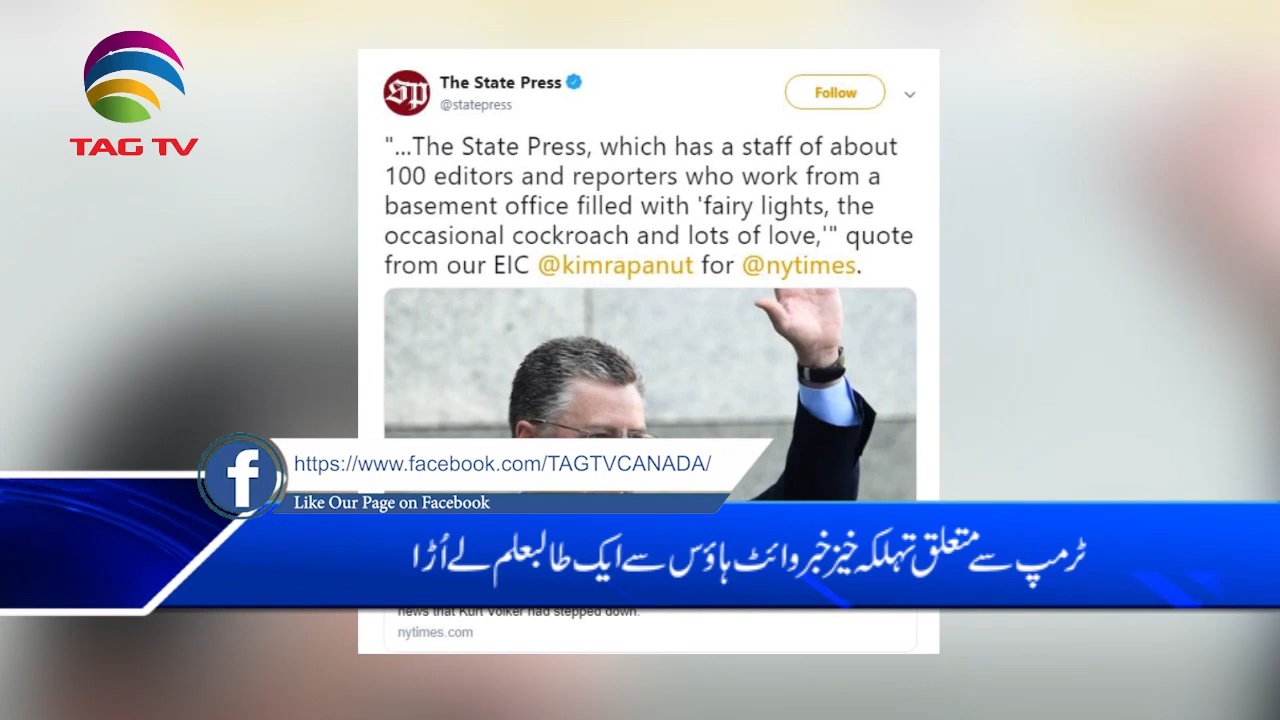 TAG TV
sp
The State Press
@statepress
Follow
"...The State Press, which has a staff of about
100 editors and reporters who work from a
basement office filled with 'fairy lights, the
occasional cockroach and lots of love,'" quote
from our EIC @kimrapanut for @nytimes.
f
https://www.facebook.com/TAGTVCANADA/
Like Our Page on Facebook
ٹرمپ سے متعلق تہلکہ خیز خبر وائٹ ہاؤس سے ایک طالبعلم لے اُڑا
news that Kurt Volker had stepped down.
nytimes.com